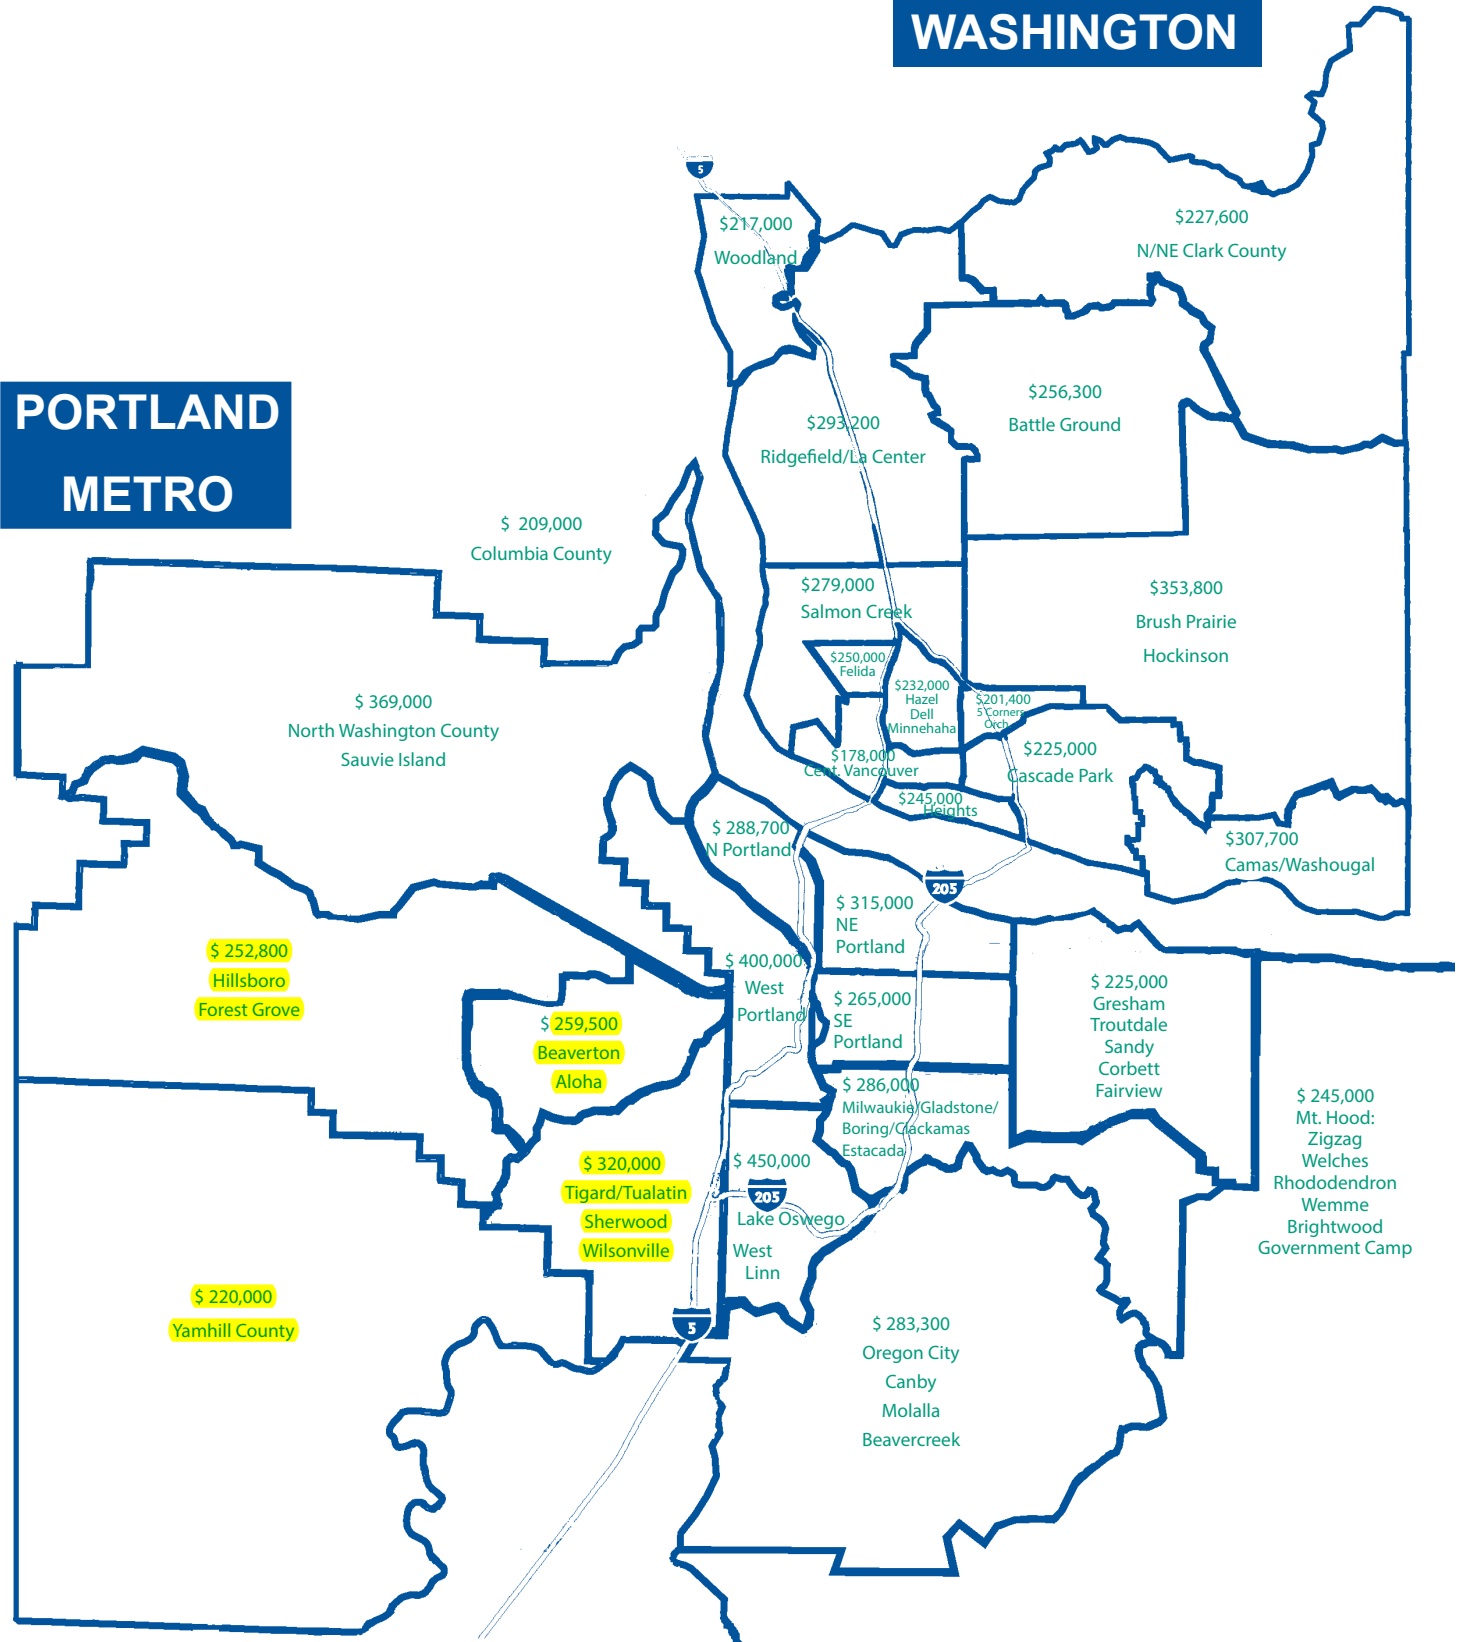 WASHINGTON
5
$217,000
Woodland
$227,600
N/NE Clark County
$256,300
Battle Ground
PORTLAND
METRO
$293,200
Ridgefield/La Center
$ 209,000
Columbia County
$279,000
Salmon Creek
$353,800
Brush Prairie
Hockinson
$250,000
Felida
$232,000
Hazel
Dell
Minnehaha
$201,400
5 Corners
Orch.
$ 369,000
North Washington County
Sauvie Island
$178,000
Cent. Vancouver
$225,000
Cascade Park
$245,000
Heights
$ 288,700
N Portland
$307,700
Camas/Washougal
205
$ 315,000
NE
Portland
$ 252,800
Hillsboro
Forest Grove
$ 400,000
West
Portland
$ 265,000
SE
Portland
$ 225,000
Gresham
Troutdale
Sandy
Corbett
Fairview
$ 259,500
Beaverton
Aloha
$ 286,000
Milwaukie/Gladstone/
Boring/Clackamas
Estacada
$ 245,000
Mt. Hood:
Zigzag
Welches
Rhododendron
Wemme
Brightwood
Government Camp
$ 320,000
Tigard/Tualatin
Sherwood
Wilsonville
$ 450,000
205
Lake Oswego
West
Linn
$ 220,000
Yamhill County
5
$ 283,300
Oregon City
Canby
Molalla
Beavercreek